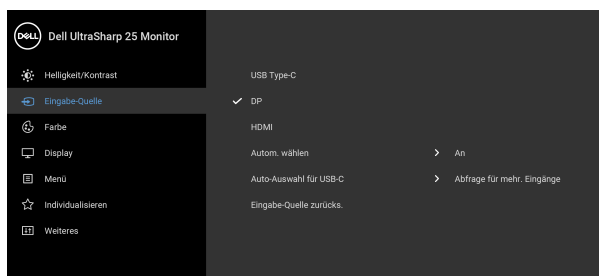 DELL Dell UltraSharp 25 Monitor
Helligkeit/Kontrast
USB Type-C
Eingabe-Quelle
DP
Farbe
HDMI
Display
Autom. wählen
An
Menü
Auto-Auswahl für USB-C
Abfrage für mehr. Eingänge
Individualisieren
Eingabe-Quelle zurücks.
Weiteres